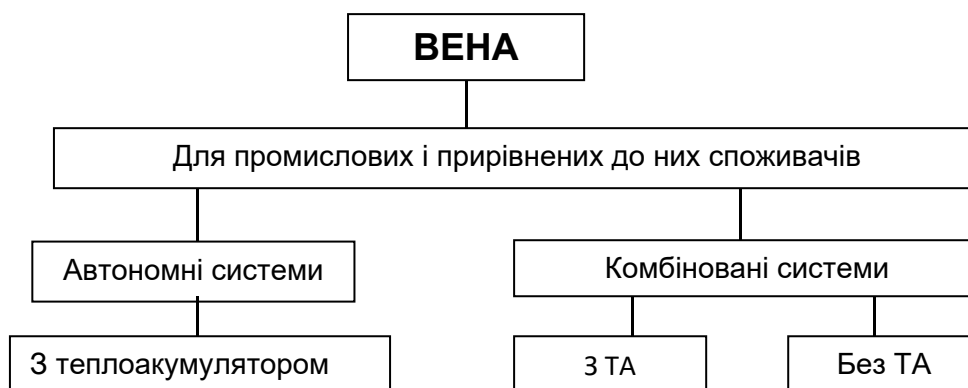 ВЕНА
Для промислових і прирівнених до них споживачів
Автономні системи
Комбіновані системи
З теплоакумулятором
З ТА
Без ТА